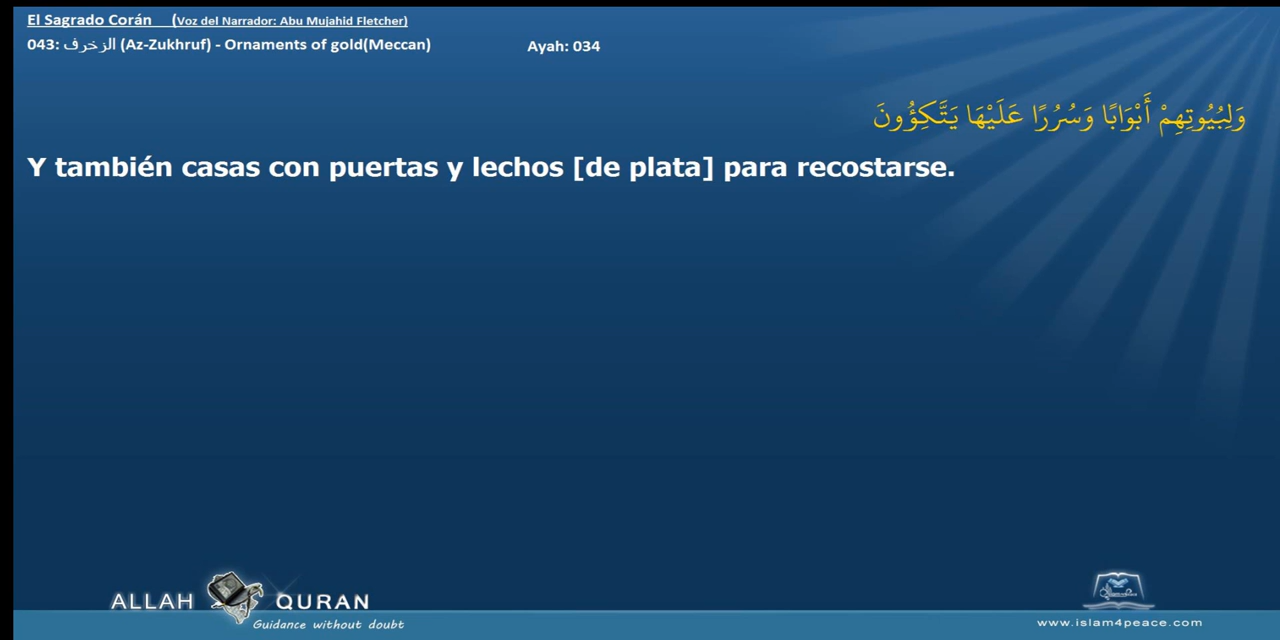 El Sagrado Corán (Voz del Narrador: Abu Mujahid Fletcher)
043: الزخرف (Az-Zukhruf) - Ornaments of gold(Meccan) Ayah: 034
وَلِبُيُوتِهِمْ أَبْوَابًا وَسُرُرًا عَلَيْهَا يَتَّكِؤُونَ
Y también casas con puertas y lechos [de plata] para recostarse.
ALLAH QURAN
Guidance without doubt
www.islam4peace.com